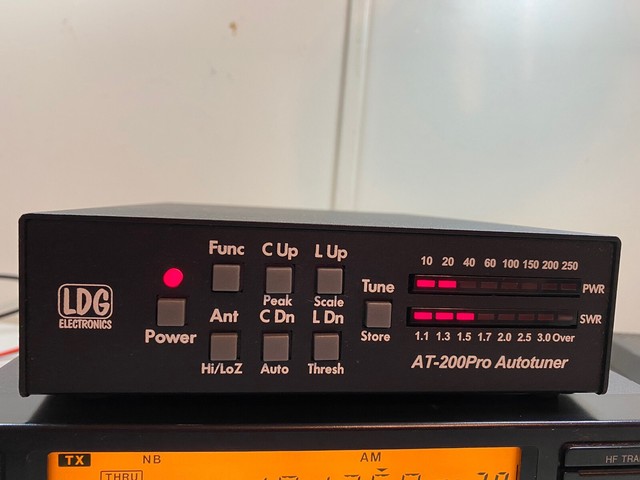 LDG
ELECTRONICS
Power
Func C Up L Up
Peak Scale
Ant C Dn L Dn
Hi/LoZ Auto Thresh
Tune
Store
10 20 40 60 100 150 200 250
PWR
SWR
1.1 1.3 1.5 1.7 2.0 2.5 3.0 Over
AT-200Pro Autotuner
TX NB AM
THRU
HF TRA